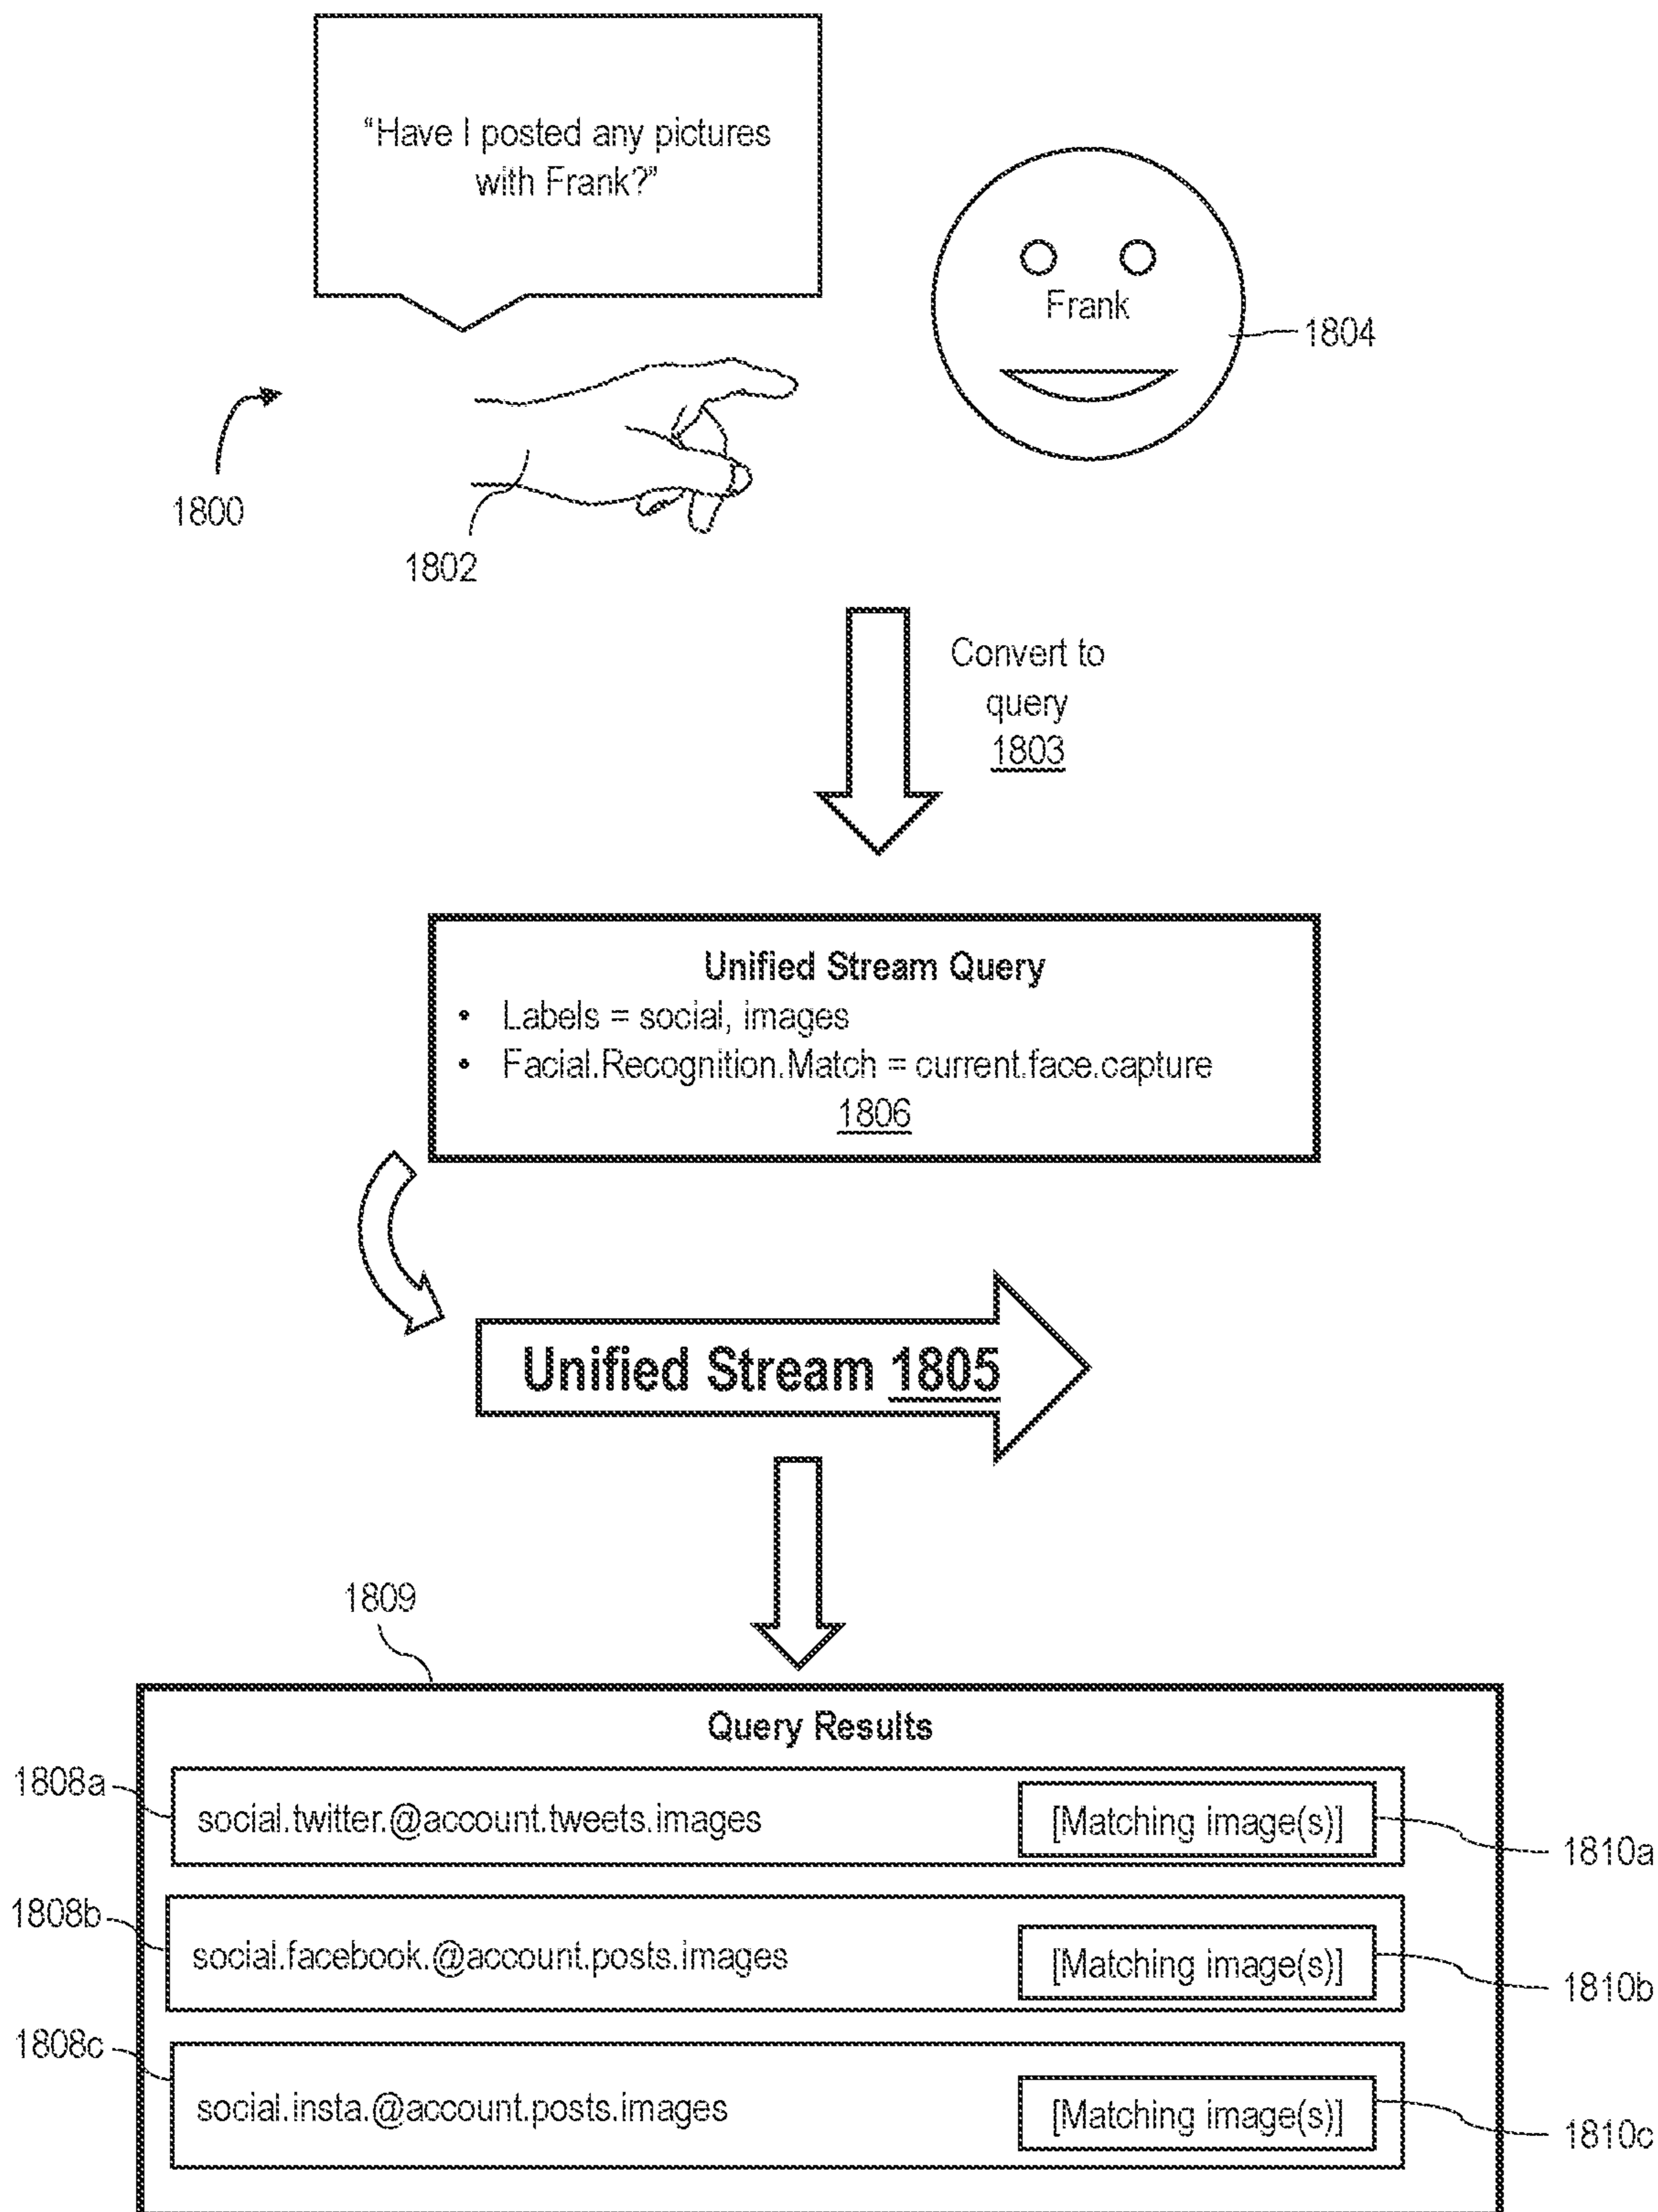 “Have I posted any pictures
with Frank?”
Frank
1804
1800
1802
Convert to
query
1803
Unified Stream Query
• Labels = social, images
• Facial.Recognition.Match = current.face.capture
1806
Unified Stream 1805
1809
Query Results
1808a
social.twitter.@account.tweets.images
[Matching image(s)]
1810a
1808b
social.facebook.@account.posts.images
[Matching image(s)]
1810b
1808c
social.insta.@account.posts.images
[Matching image(s)]
1810c